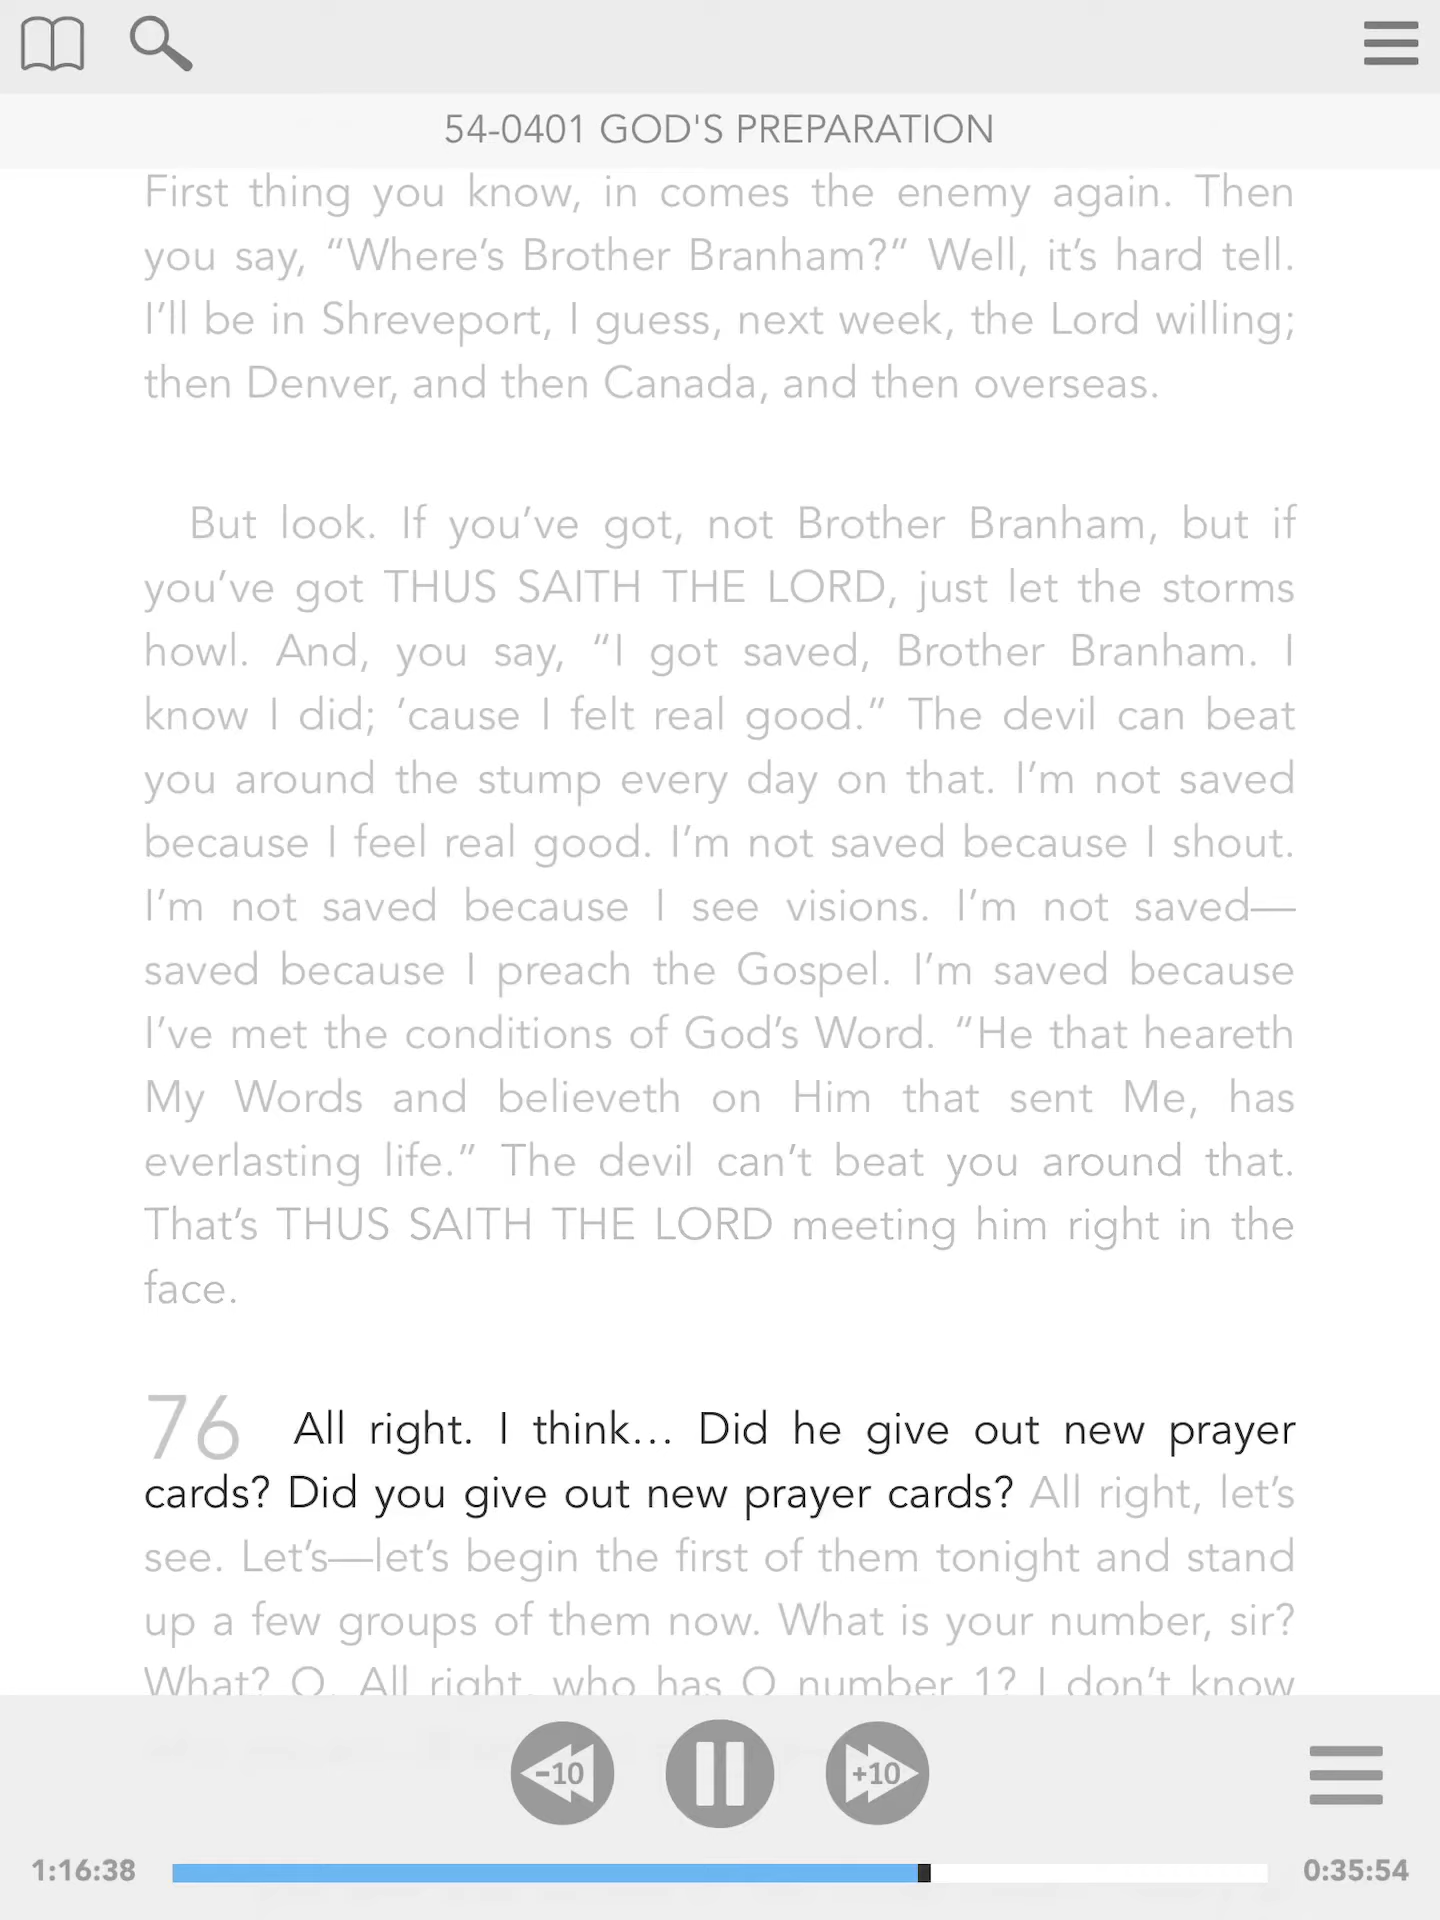 54-0401 GOD'S PREPARATION
First thing you know, in comes the enemy again. Then
you say, “Where’s Brother Branham?” Well, it’s hard tell.
I’ll be in Shreveport, I guess, next week, the Lord willing;
then Denver, and then Canada, and then overseas.
But look. If you’ve got, not Brother Branham, but if
you’ve got THUS SAITH THE LORD, just let the storms
howl. And, you say, “I got saved, Brother Branham. I
know I did; ’cause I felt real good.” The devil can beat
you around the stump every day on that. I’m not saved
because I feel real good. I’m not saved because I shout.
I’m not saved because I see visions. I’m not saved—
saved because I preach the Gospel. I’m saved because
I’ve met the conditions of God’s Word. “He that heareth
My Words and believeth on Him that sent Me, has
everlasting life.” The devil can’t beat you around that.
That’s THUS SAITH THE LORD meeting him right in the
face.
76 All right. I think… Did he give out new prayer
cards? Did you give out new prayer cards? All right, let’s
see. Let’s—let’s begin the first of them tonight and stand
up a few groups of them now. What is your number, sir?
What? O. All right, who has O number 1? I don’t know
-10 +10
1:16:38 0:35:54